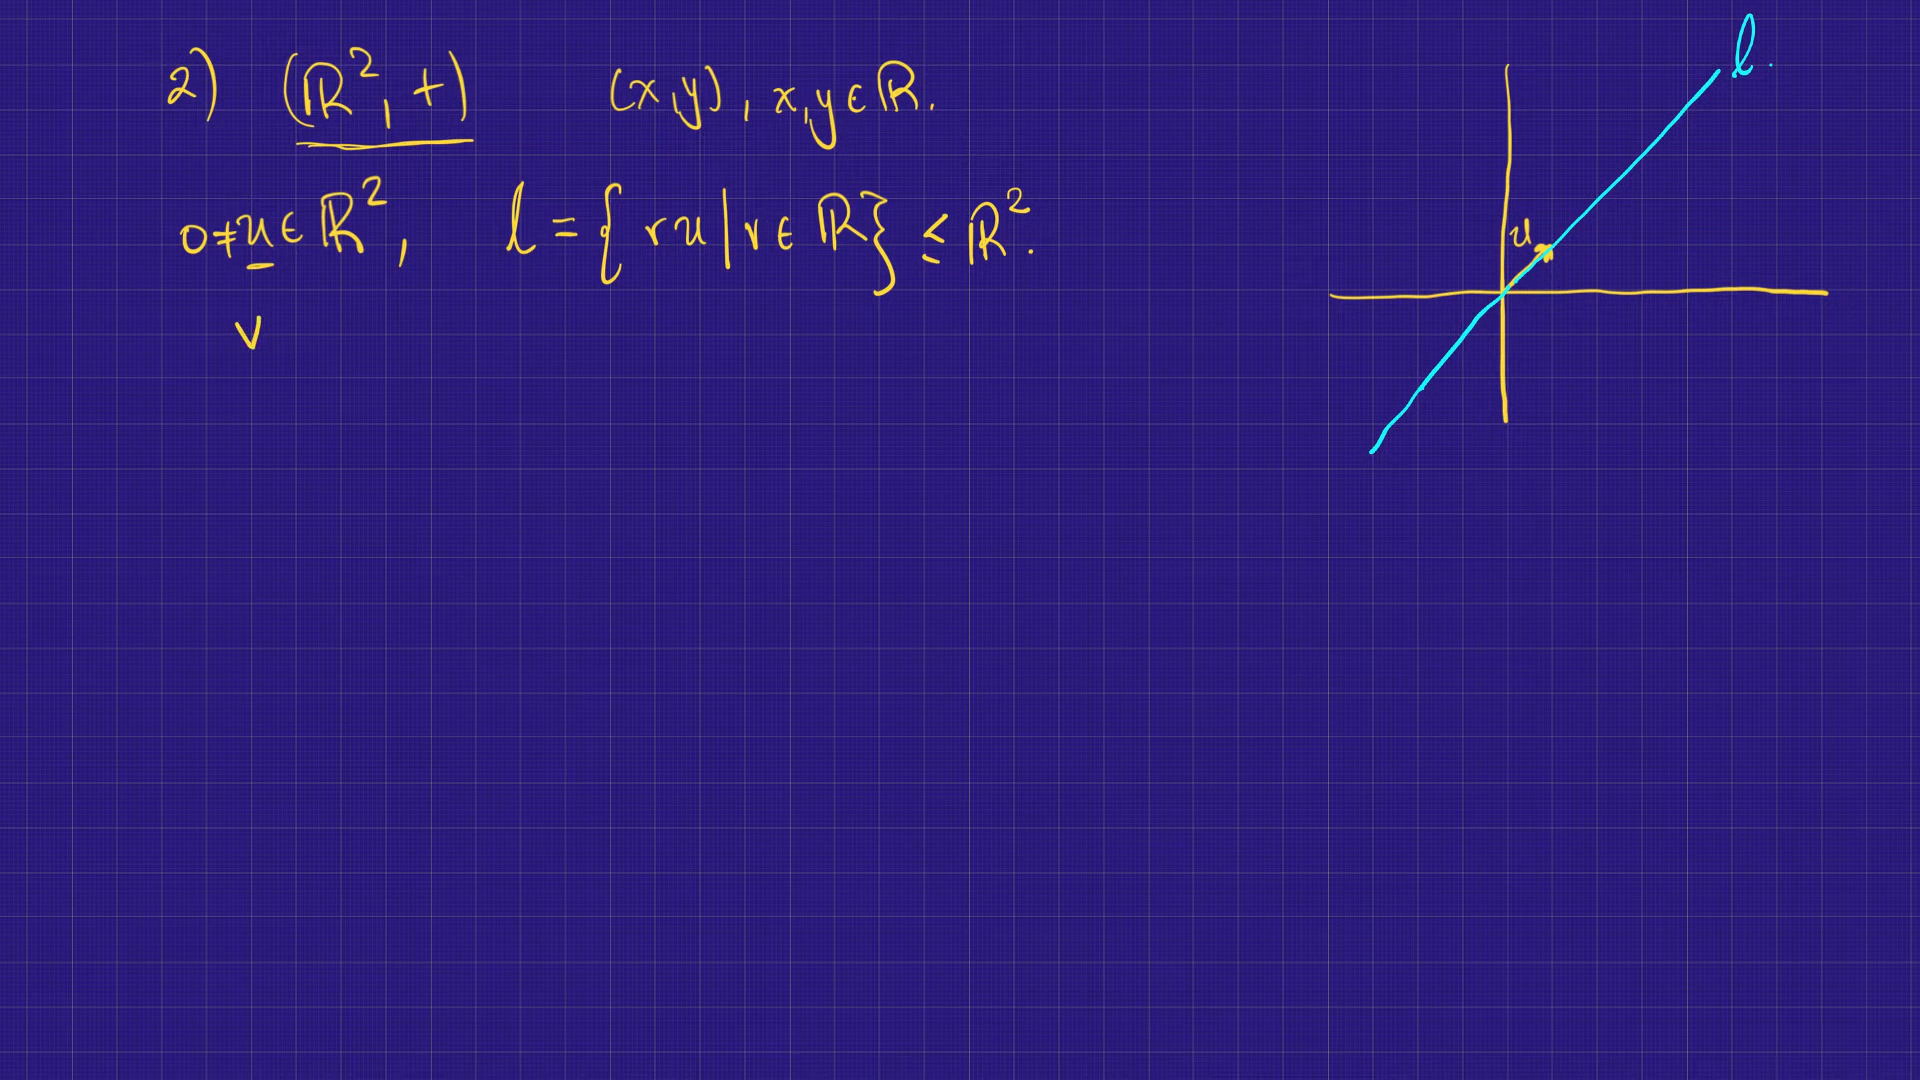 2) (ℝ², +) (x,y), x,y ∈ ℝ.
0 ≠ u ∈ ℝ², l = { ru | r ∈ ℝ } ≤ ℝ².
v
l.
u